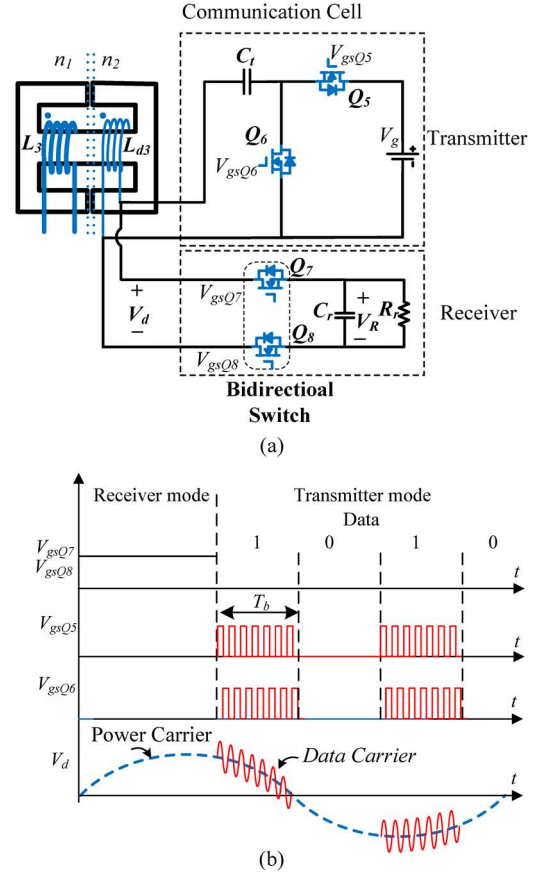 Communication Cell
n1 n2
Ct
VgsQ5
Q5
L3
Ld3
Q6
VgsQ6
Vg
Transmitter
+
-
Q7
+
Vd
−
VgsQ7
Cr
+
VR
−
Rr
Receiver
Q8
VgsQ8
Bidirectioal
Switch
(a)
Receiver mode
Transmitter mode
Data
1 0 1 0
VgsQ7
VgsQ8
t
Tb
VgsQ5
t
VgsQ6
t
Power Carrier
Data Carrier
Vd
t
(b)